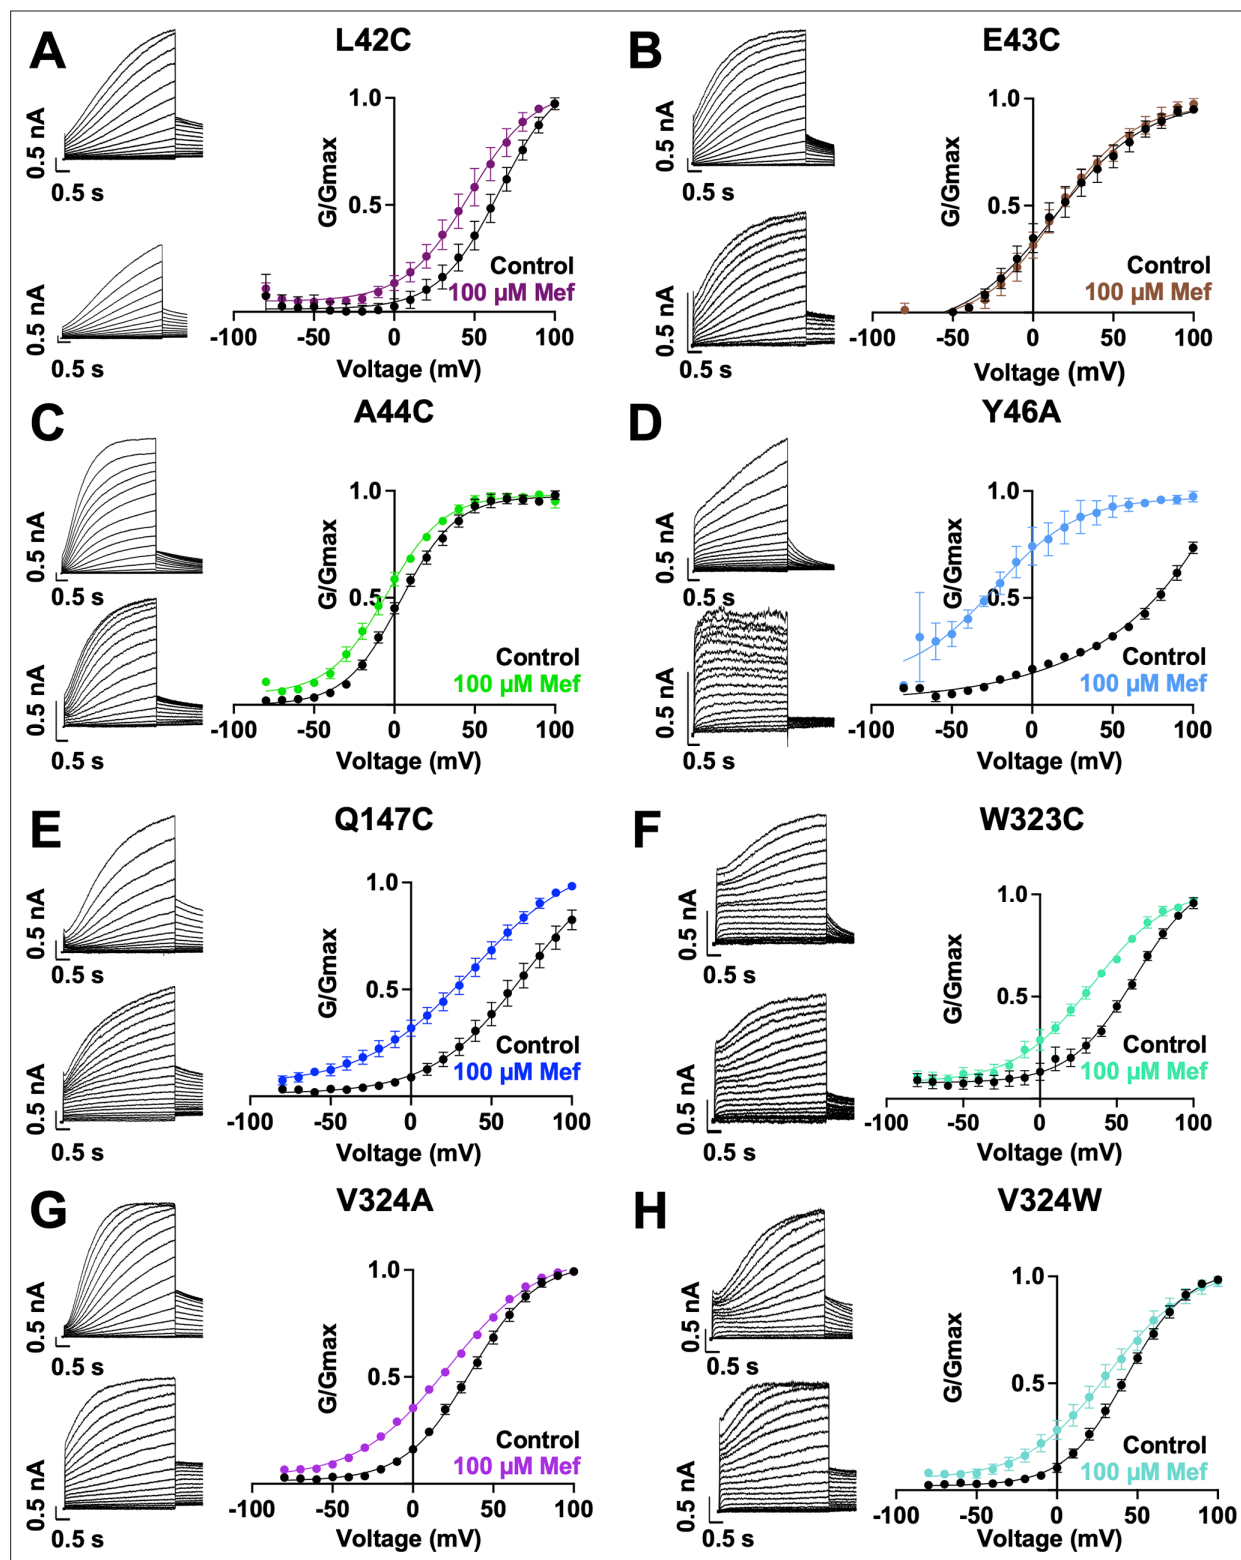 A
L42C
0.5 nA
0.5 s
0.5 nA
0.5 s
G/Gmax
1.0
0.5
Control
100 µM Mef
-100
-50
0
50
100
Voltage (mV)
B
E43C
0.5 nA
0.5 s
0.5 nA
0.5 s
G/Gmax
1.0
0.5
Control
100 µM Mef
-100
-50
0
50
100
Voltage (mV)
C
A44C
0.5 nA
0.5 s
0.5 nA
0.5 s
G/Gmax
1.0
0.5
Control
100 µM Mef
-100
-50
0
50
100
Voltage (mV)
D
Y46A
0.5 nA
0.5 s
0.5 nA
0.5 s
G/Gmax
1.0
0.5
Control
100 µM Mef
-100
-50
0
50
100
Voltage (mV)
E
Q147C
0.5 nA
0.5 s
0.5 nA
0.5 s
G/Gmax
1.0
0.5
Control
100 µM Mef
-100
-50
0
50
100
Voltage (mV)
F
W323C
0.5 nA
0.5 s
0.5 nA
0.5 s
G/Gmax
1.0
0.5
Control
100 µM Mef
-100
-50
0
50
100
Voltage (mV)
G
V324A
0.5 nA
0.5 s
0.5 nA
0.5 s
G/Gmax
1.0
0.5
Control
100 µM Mef
-100
-50
0
50
100
Voltage (mV)
H
V324W
0.5 nA
0.5 s
0.5 nA
0.5 s
G/Gmax
1.0
0.5
Control
100 µM Mef
-100
-50
0
50
100
Voltage (mV)